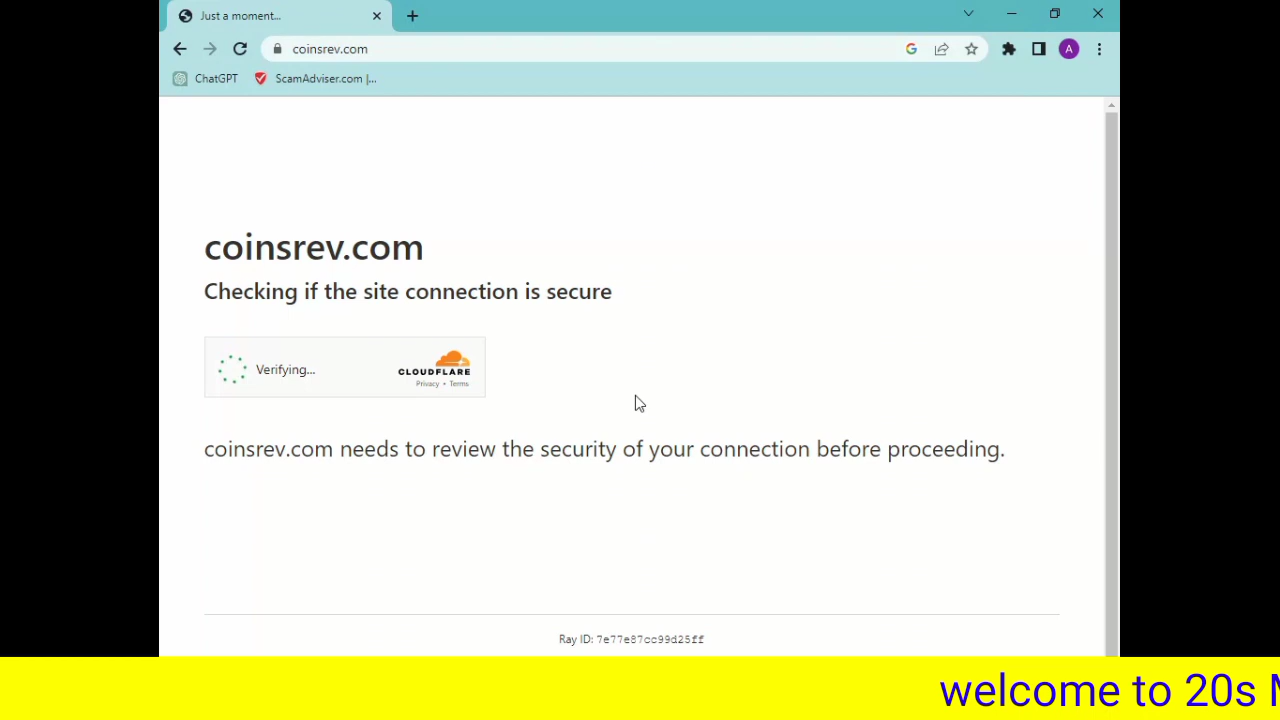 Just a moment...
coinsrev.com
ChatGPT
ScamAdviser.com |...
coinsrev.com
Checking if the site connection is secure
Verifying...
CLOUDFLARE
Privacy • Terms
coinsrev.com needs to review the security of your connection before proceeding.
Ray ID: 7e77e87cc99d25ff
welcome to 20s